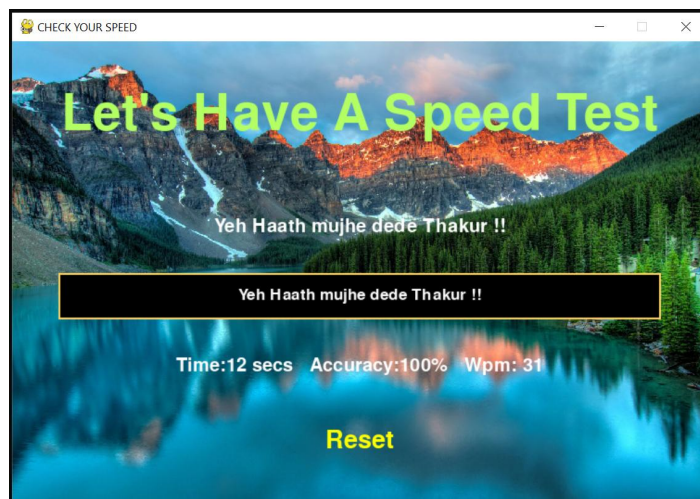 CHECK YOUR SPEED
Let's Have A Speed Test
Yeh Haath mujhe dede Thakur !!
Yeh Haath mujhe dede Thakur !!
Time:12 secs Accuracy:100% Wpm: 31
Reset